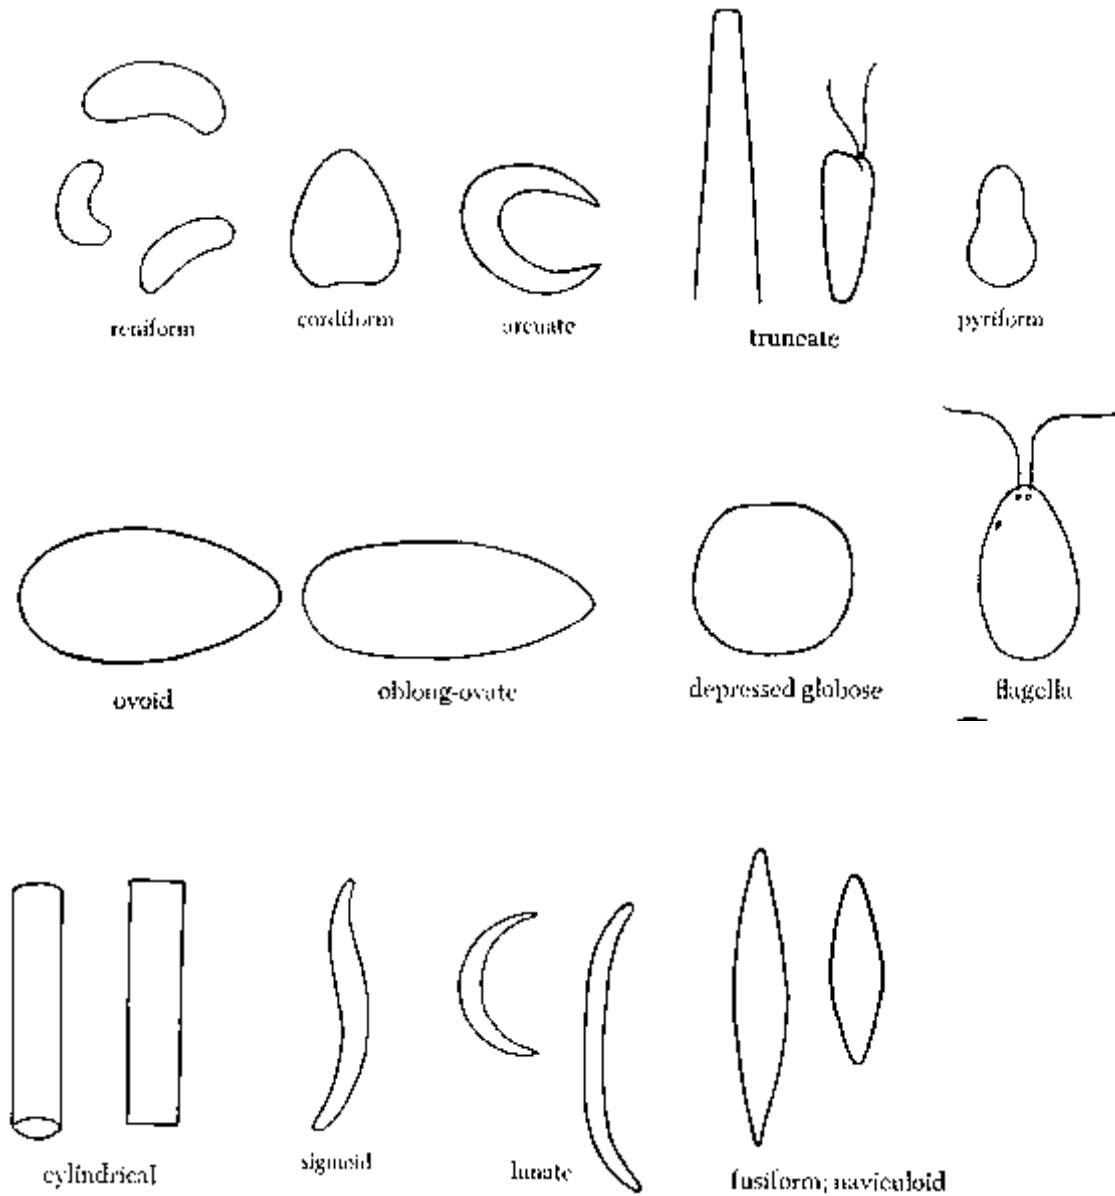 reniform
cordiform
arcuate
truncate
pyriform
ovoid
oblong-ovate
depressed globose
flagella
cylindrical
sigmoid
lunate
fusiform; naviculoid